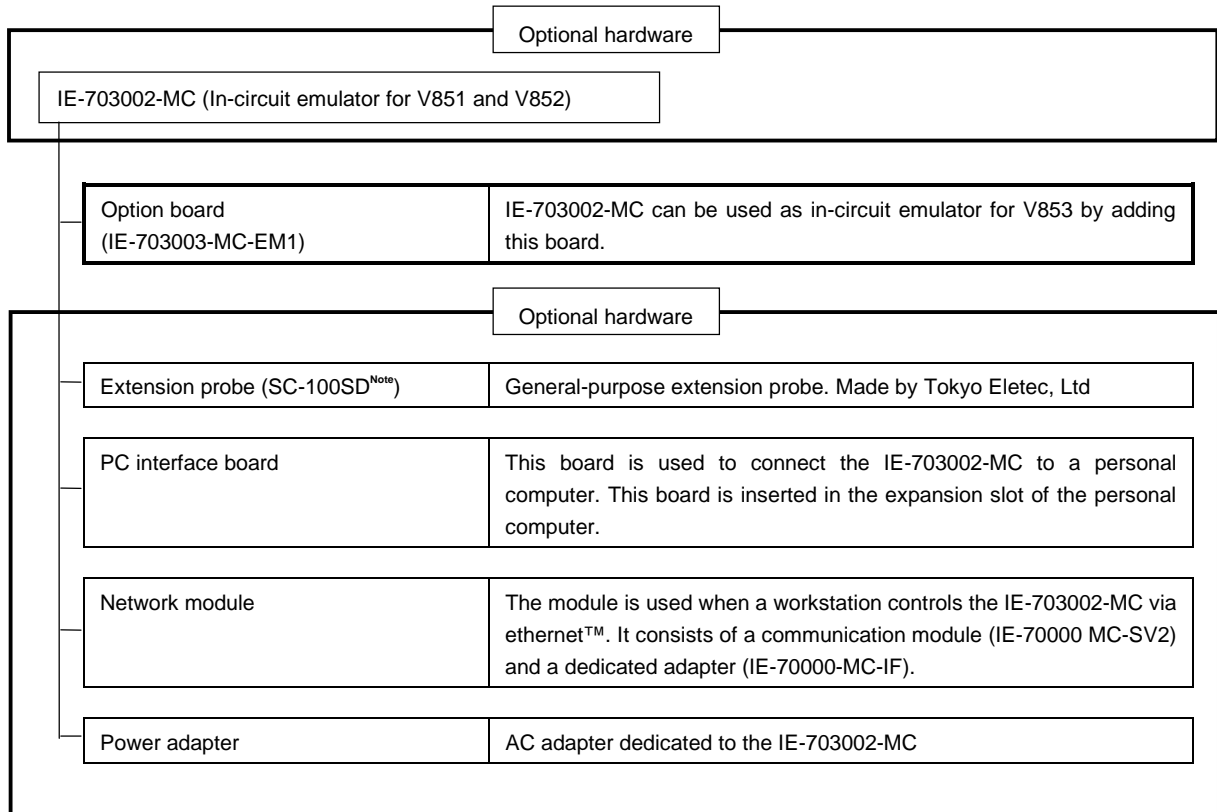 Optional hardware
IE-703002-MC (In-circuit emulator for V851 and V852)
Option board
(IE-703003-MC-EM1)
IE-703002-MC can be used as in-circuit emulator for V853 by adding
this board.
Optional hardware
Extension probe (SC-100SDNote)
General-purpose extension probe. Made by Tokyo Eletec, Ltd
PC interface board
This board is used to connect the IE-703002-MC to a personal
computer. This board is inserted in the expansion slot of the personal
computer.
Network module
The module is used when a workstation controls the IE-703002-MC via
ethernet™. It consists of a communication module (IE-70000 MC-SV2)
and a dedicated adapter (IE-70000-MC-IF).
Power adapter
AC adapter dedicated to the IE-703002-MC